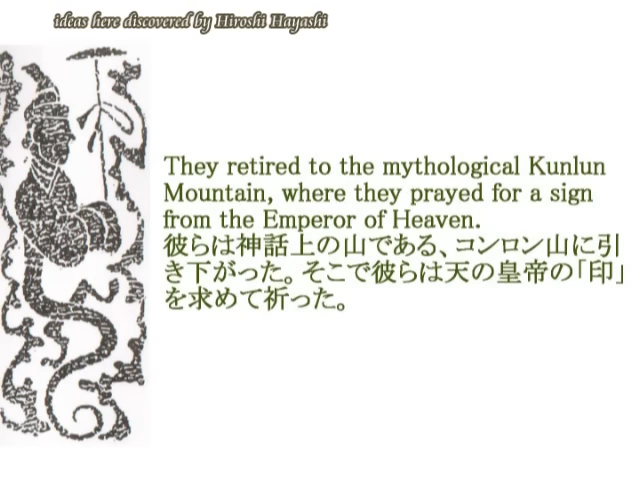 ideas here discovered by Hiroshi Hayashi
They retired to the mythological Kunlun
Mountain, where they prayed for a sign
from the Emperor of Heaven.
彼らは神話上の山である、コンロン山に引
き下がった。そこで彼らは天の皇帝の「印」
を求めて祈った。